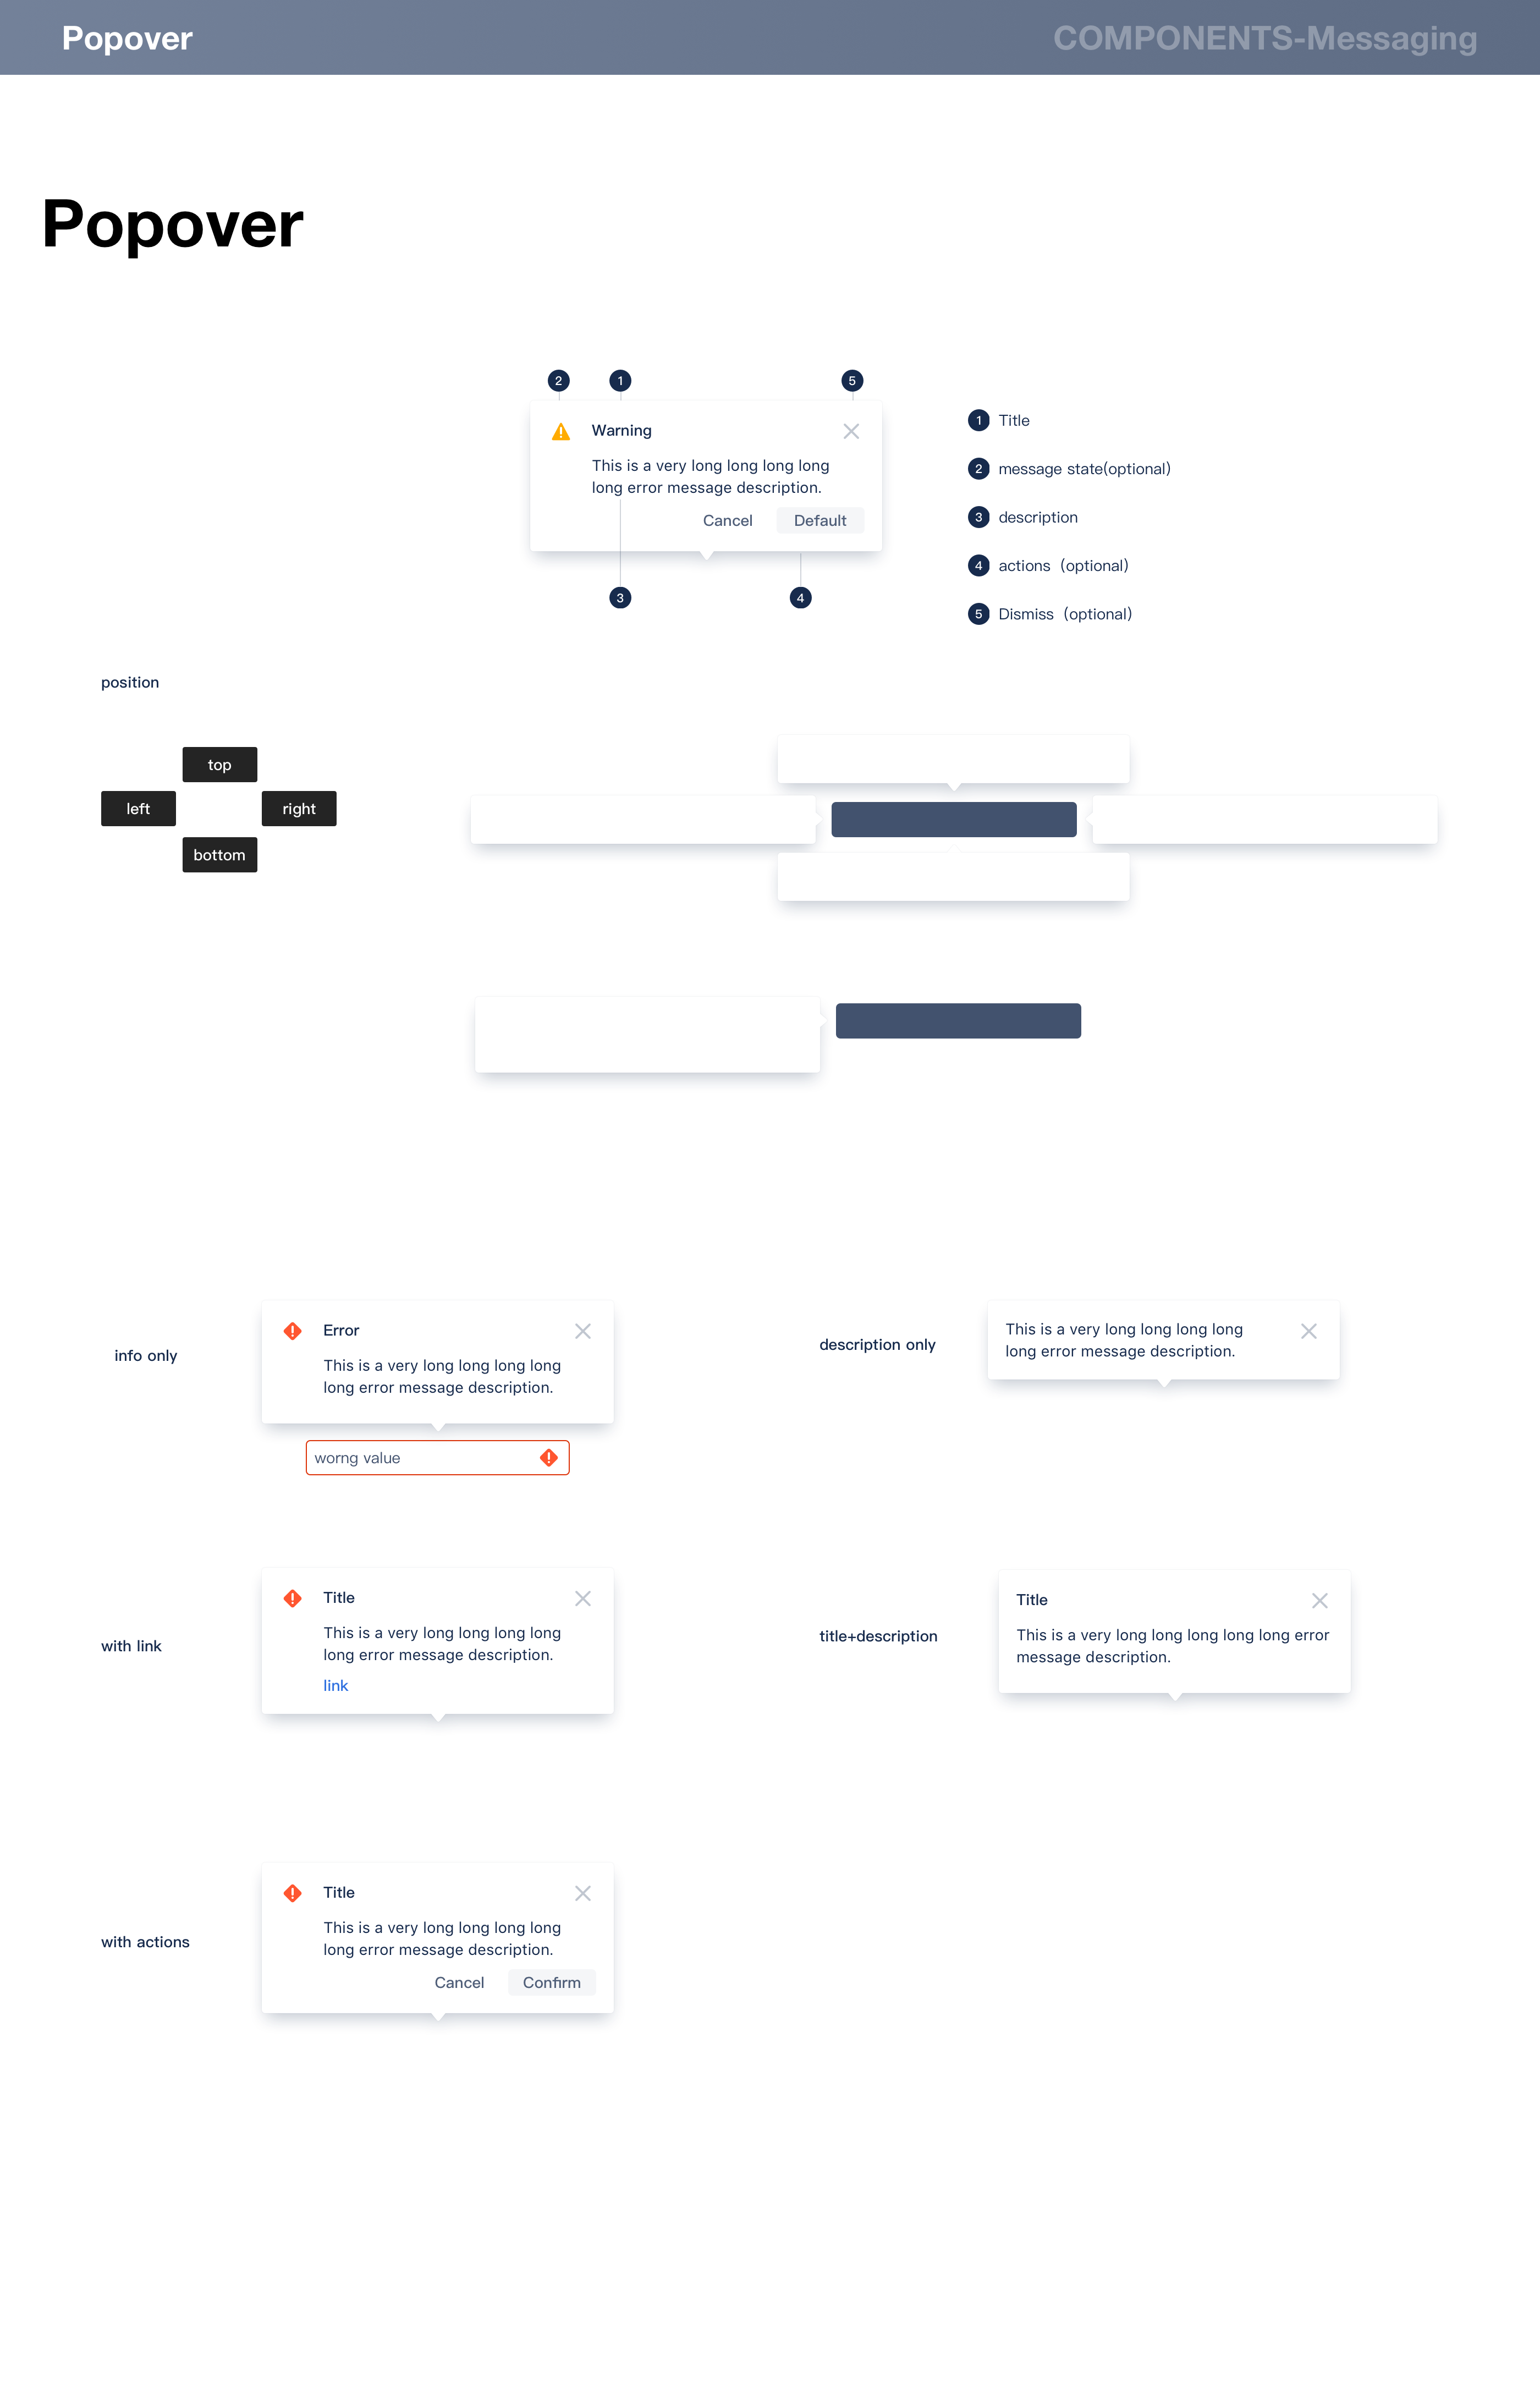 Popover
COMPONENTS-Messaging
Popover
2
1
5
Warning
This is a very long long long long
long error message description.
Cancel
Default
3
4
1 Title
2 message state(optional)
3 description
4 actions (optional)
5 Dismiss (optional)
position
top
left
right
bottom
info only
Error
This is a very long long long long
long error message description.
worng value
description only
This is a very long long long long
long error message description.
with link
Title
This is a very long long long long
long error message description.
link
title+description
Title
This is a very long long long long long error
message description.
with actions
Title
This is a very long long long long
long error message description.
Cancel
Confirm